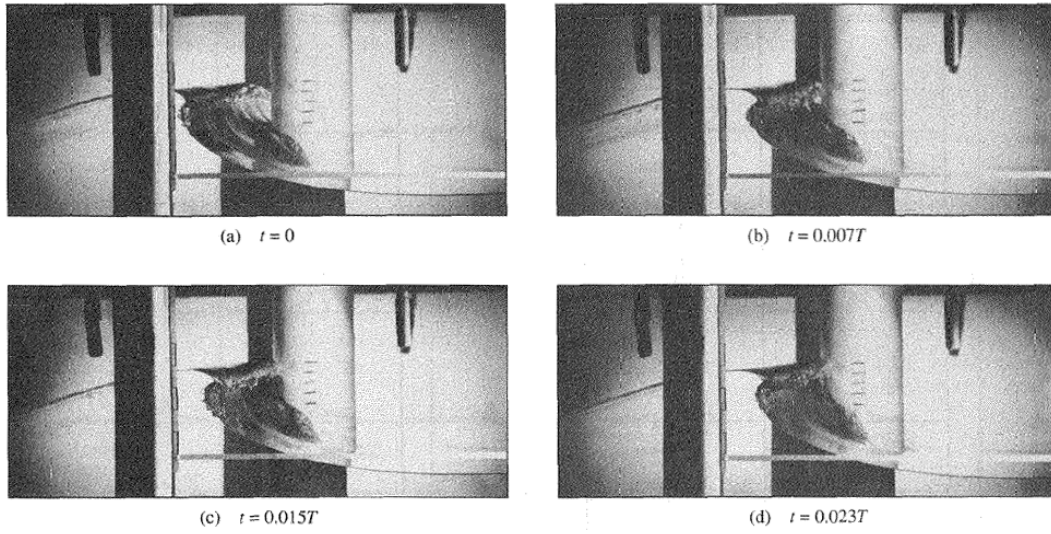 (a) t = 0
(b) t = 0.007T
(c) t = 0.015T
(d) t = 0.023T